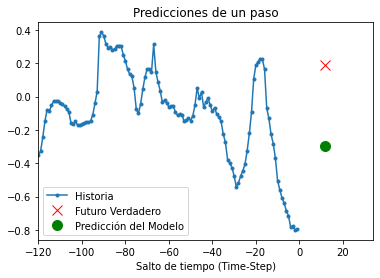 Predicciones de un paso
0.4
0.2
0.0
−0.2
−0.4
−0.6
−0.8
Historia
Futuro Verdadero
Predicción del Modelo
−120 −100 −80 −60 −40 −20 0 20
Salto de tiempo (Time-Step)